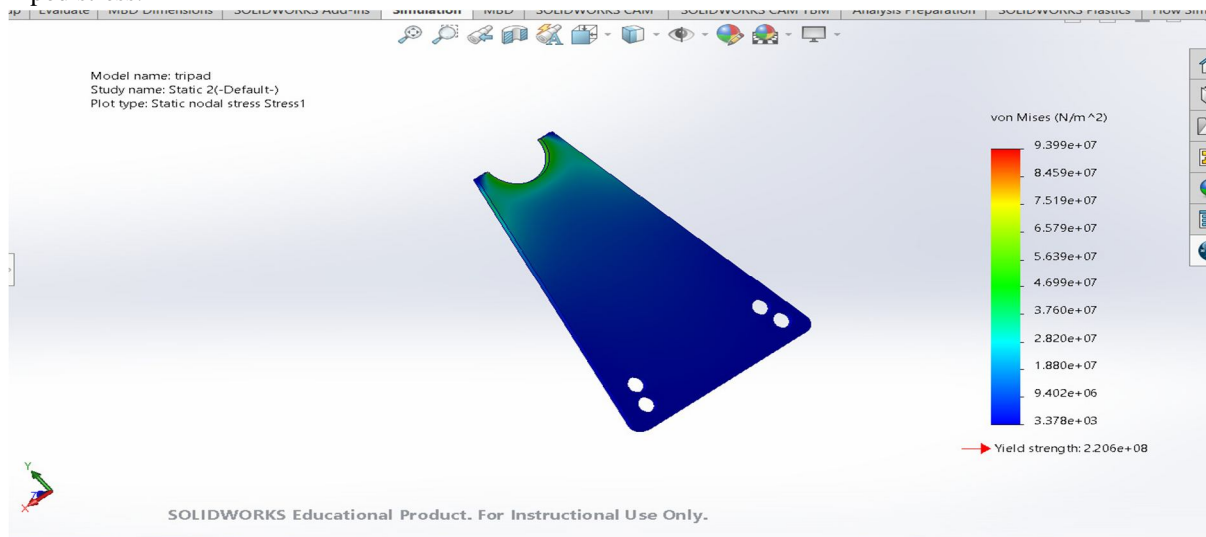 Evaluate MBD Dimensions SOLIDWORKS Add-Ins Simulation MBD SOLIDWORKS CAM SOLIDWORKS CAM TBM Analysis Preparation SOLIDWORKS Plastics Flow Sim
Model name: tripad
Study name: Static 2(-Default-)
Plot type: Static nodal stress Stress1
von Mises (N/m^2)
9.399e+07
8.459e+07
7.519e+07
6.579e+07
5.639e+07
4.699e+07
3.760e+07
2.820e+07
1.880e+07
9.402e+06
3.378e+03
Yield strength: 2.206e+08
Y
Z
X
SOLIDWORKS Educational Product. For Instructional Use Only.